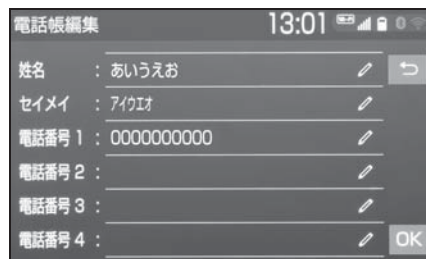 電話帳編集 13:01
姓名 : あいうえお
セイメイ : ｱｲｳｴｵ
電話番号 1 : 0000000000
電話番号 2 :
電話番号 3 :
電話番号 4 : OK